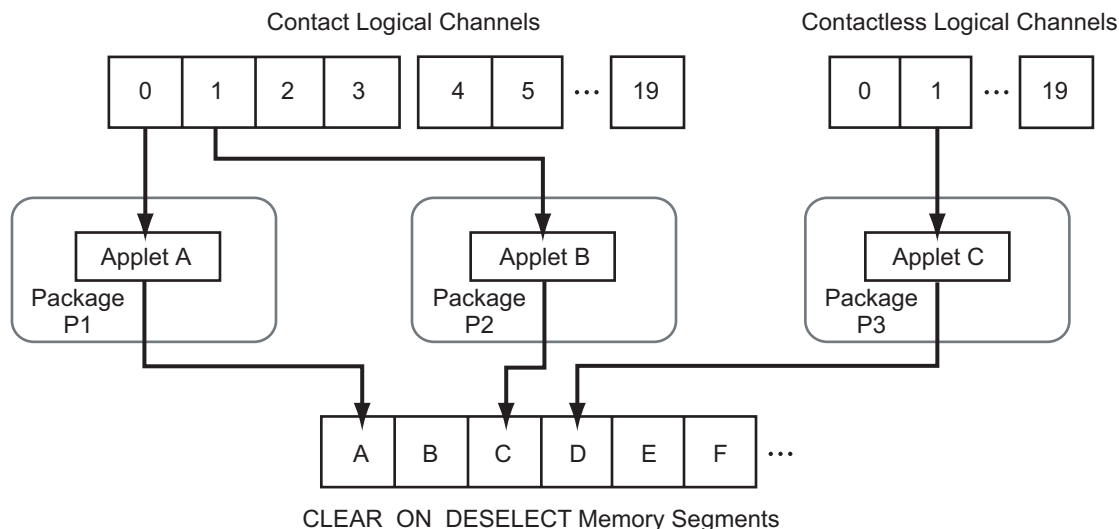 Contact Logical Channels
Contactless Logical Channels
0 1 2 3 4 5 ... 19
0 1 ... 19
Applet A
Package
P1
Applet B
Package
P2
Applet C
Package
P3
A B C D E F ...
CLEAR_ON_DESELECT Memory Segments